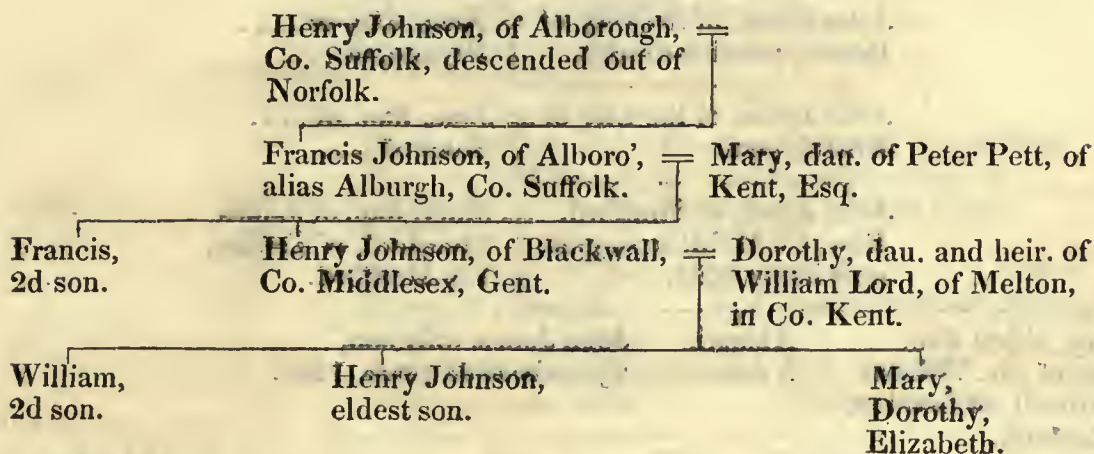 Henry Johnson, of Alborough,
Co. Suffolk, descended out of
Norfolk.
Francis Johnson, of Alboro',
alias Alburgh, Co. Suffolk.
Mary, dau. of Peter Pett, of
Kent, Esq.
Francis,
2d son.
Henry Johnson, of Blackwall,
Co. Middlesex, Gent.
Dorothy, dau. and heir. of
William Lord, of Melton,
in Co. Kent.
William,
2d son.
Henry Johnson,
eldest son.
Mary,
Dorothy,
Elizabeth.